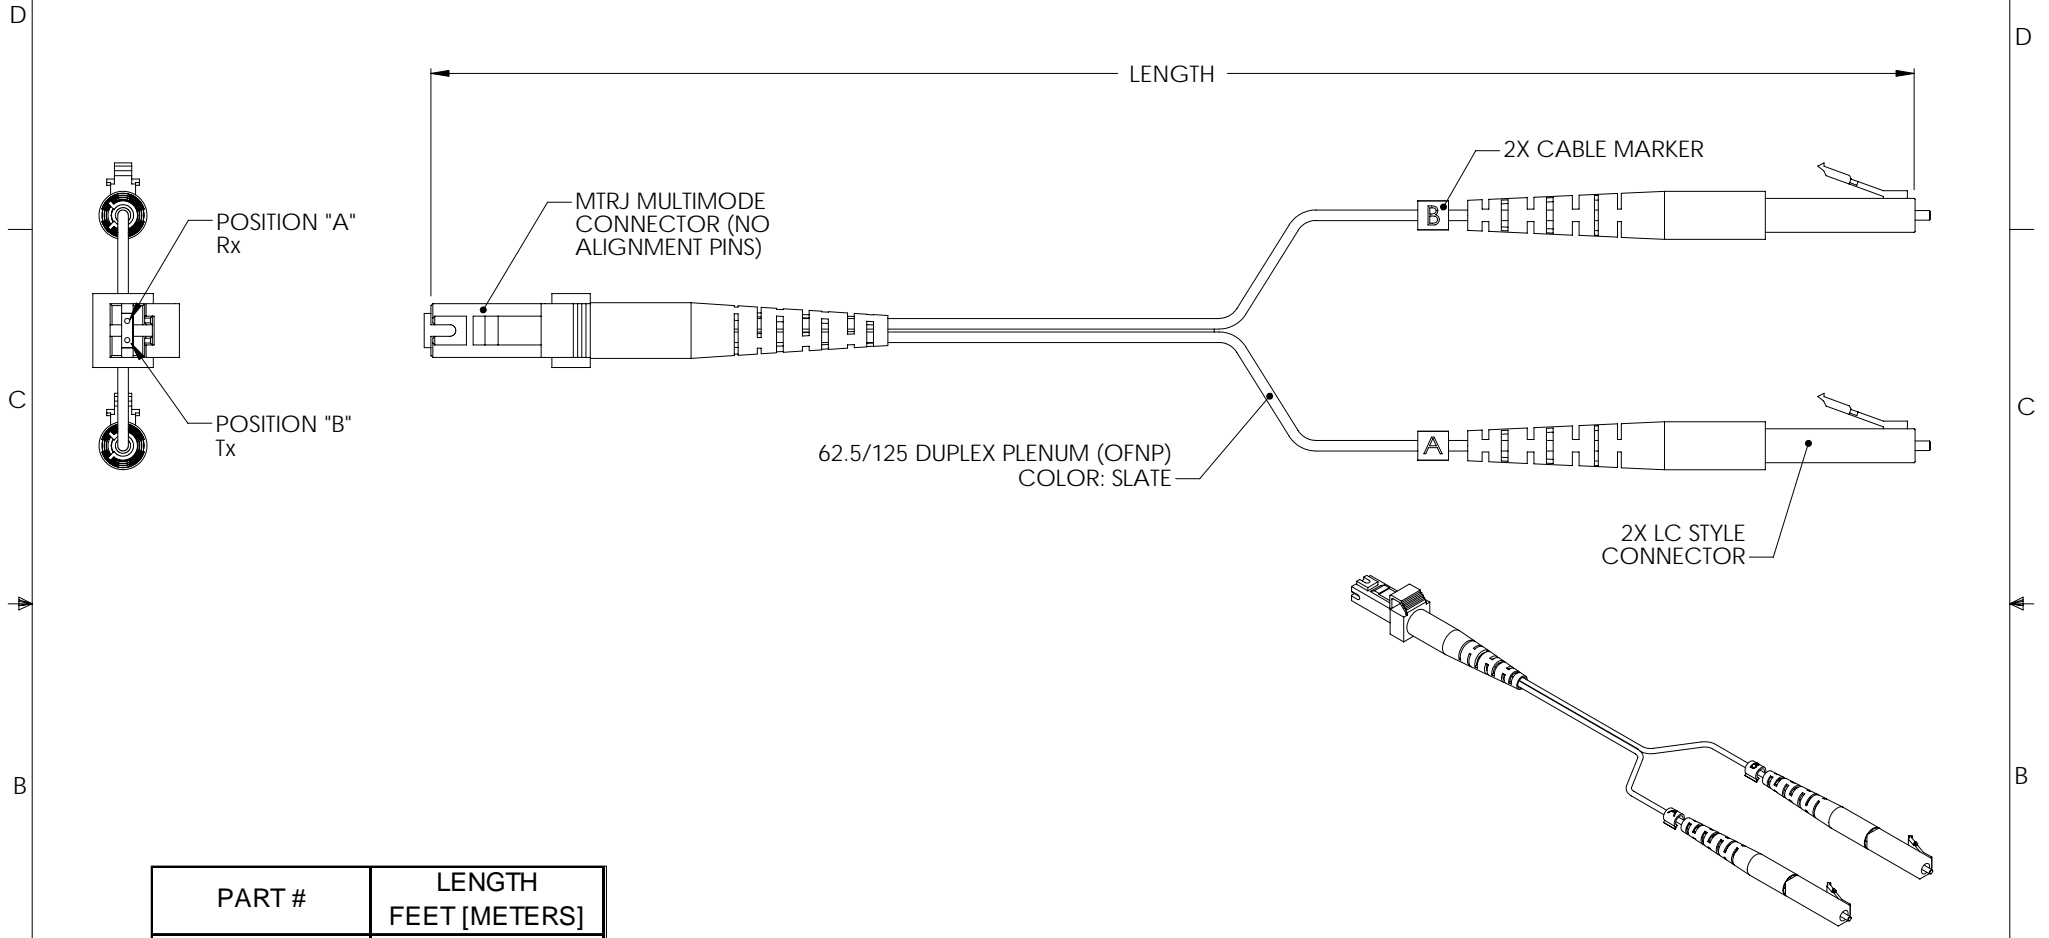 D
D
LENGTH
2X CABLE MARKER
MTRJ MULTIMODE
CONNECTOR (NO
ALIGNMENT PINS)
POSITION "A"
Rx
B
C
C
POSITION "B"
Tx
A
62.5/125 DUPLEX PLENUM (OFNP)
COLOR: SLATE
2X LC STYLE
CONNECTOR
B
B
B
A
PART #
LENGTH
FEET [METERS]